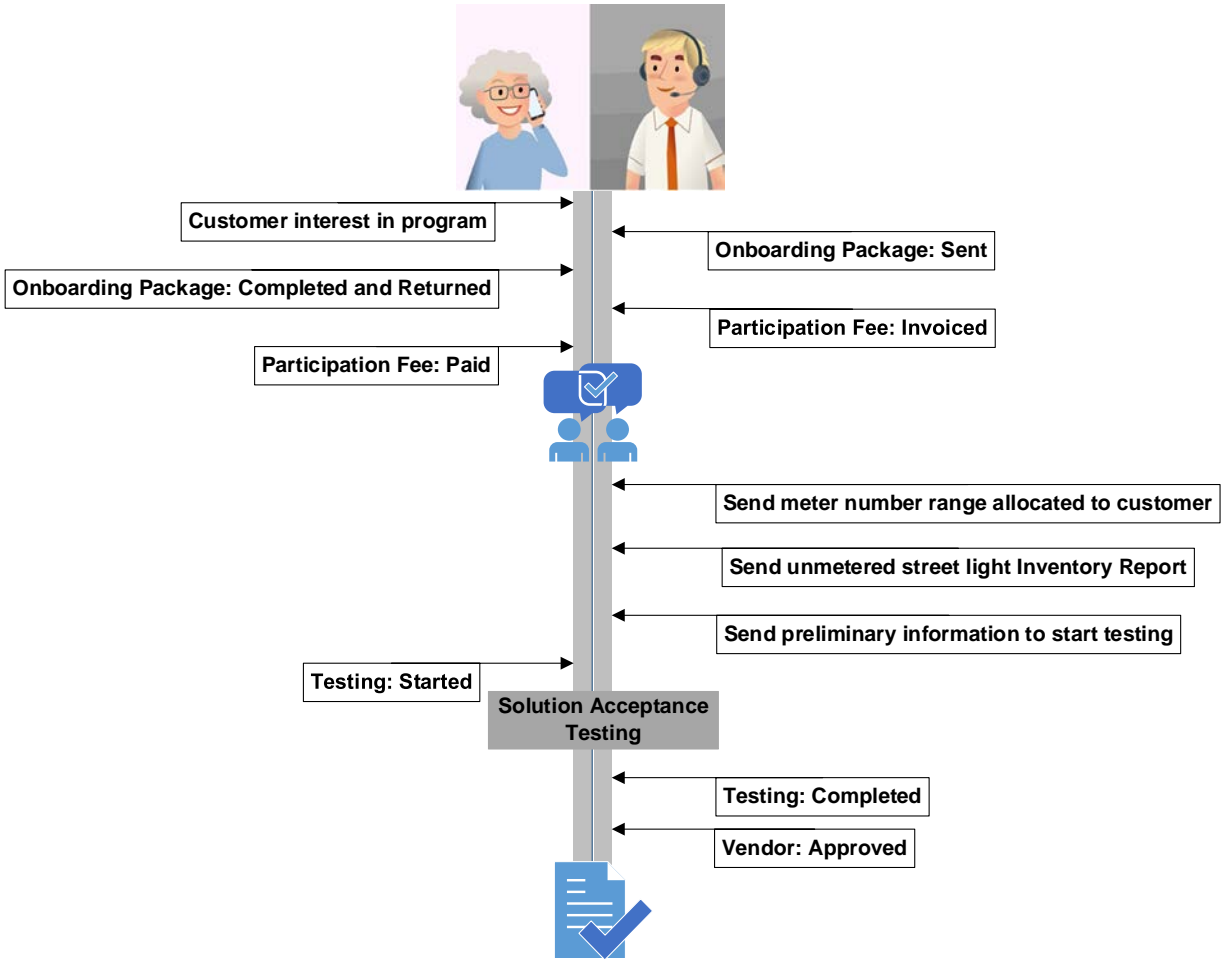 Customer interest in program
Onboarding Package: Sent
Onboarding Package: Completed and Returned
Participation Fee: Invoiced
Participation Fee: Paid
Send meter number range allocated to customer
Send unmetered street light Inventory Report
Send preliminary information to start testing
Testing: Started
Solution Acceptance
Testing
Testing: Completed
Vendor: Approved